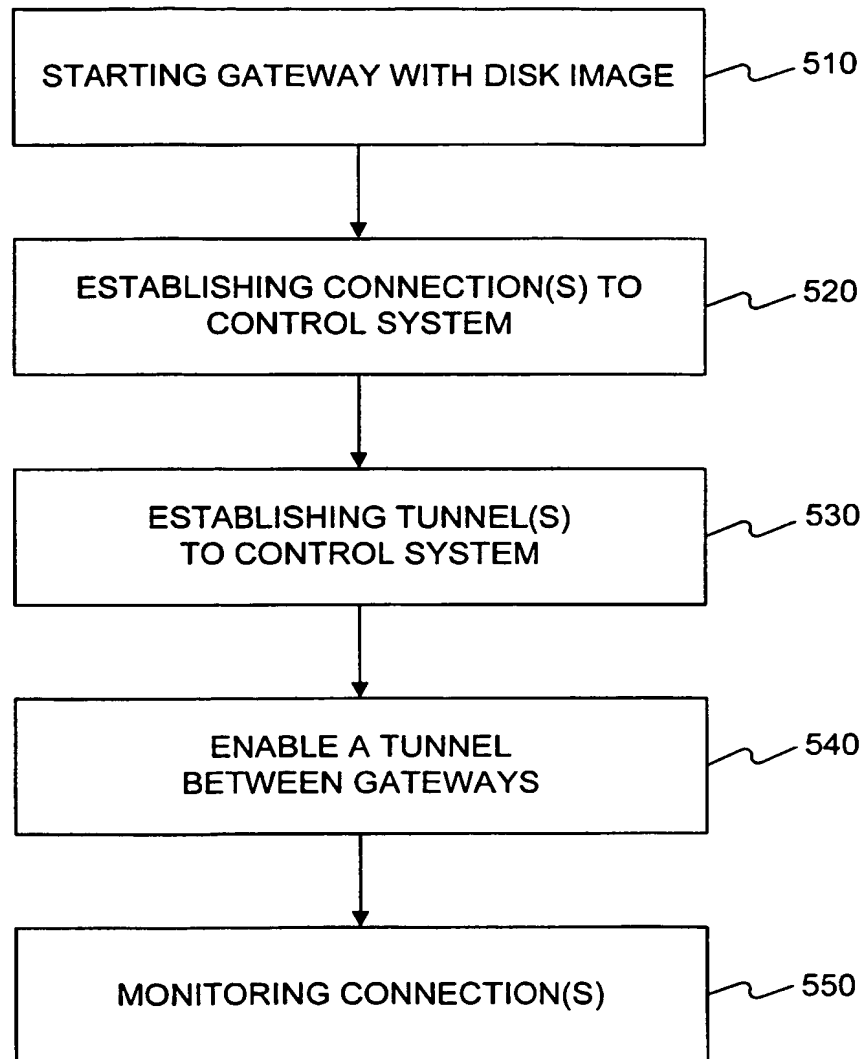 STARTING GATEWAY WITH DISK IMAGE
510
ESTABLISHING CONNECTION(S) TO
CONTROL SYSTEM
520
ESTABLISHING TUNNEL(S)
TO CONTROL SYSTEM
530
ENABLE A TUNNEL
BETWEEN GATEWAYS
540
MONITORING CONNECTION(S)
550